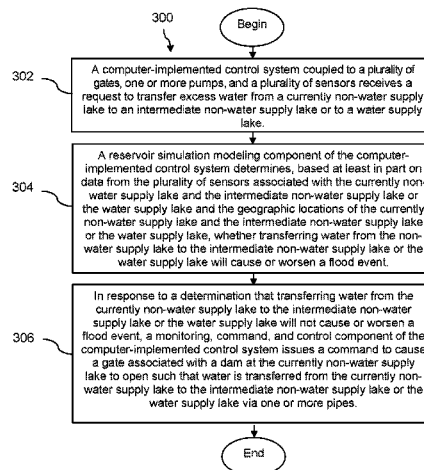 300
Begin
302
A computer-implemented control system coupled to a plurality of
gates, one or more pumps, and a plurality of sensors receives a
request to transfer excess water from a currently non-water supply
lake to an intermediate non-water supply lake or to a water supply
lake.
304
A reservoir simulation modeling component of the computer-
implemented control system determines, based at least in part on
data from the plurality of sensors associated with the currently non-
water supply lake and the intermediate non-water supply lake or
the water supply lake and the geographic locations of the currently
non-water supply lake and the intermediate non-water supply lake
or the water supply lake, whether transferring water from the non-
water supply lake to the intermediate non-water supply lake or the
water supply lake will cause or worsen a flood event.
306
In response to a determination that transferring water from the
currently non-water supply lake to the intermediate non-water
supply lake or the water supply lake will not cause or worsen a
flood event, a monitoring, command, and control component of the
computer-implemented control system issues a command to cause
a gate associated with a dam at the currently non-water supply
lake to open such that water is transferred from the currently non-
water supply lake to the intermediate non-water supply lake or the
water supply lake via one or more pipes.
End